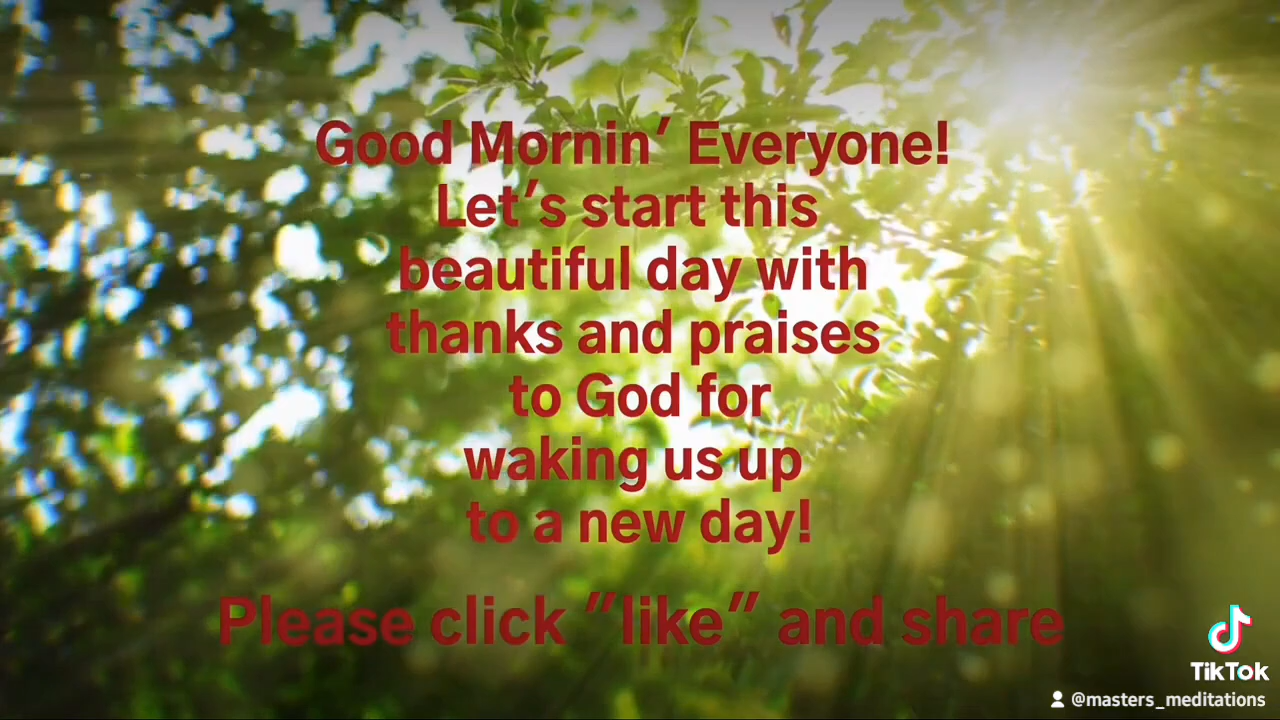 Good Mornin' Everyone!
Let's start this
beautiful day with
thanks and praises
to God for
waking us up
to a new day!
Please click "like" and share
TikTok
@masters_meditations